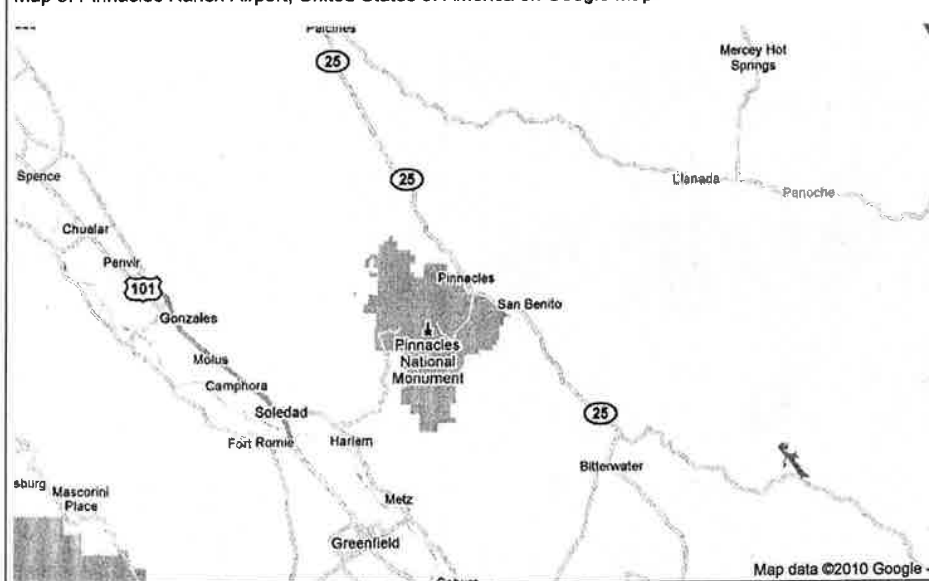 Map of Pinnacles Ranch Airport, United States of America on Google Map
Paicines
25
Mercey Hot
Springs
25
Llanada
Panoche
Spence
Chualar
Penvir
101
Gonzales
Pinnacles
San Benito
Pinnacles
National
Monument
Molus
Camphora
Soledad
Fort Romie
Harlem
25
Bitterwater
sburg
Mascorini
Place
Metz
Greenfield
Map data ©2010 Google -